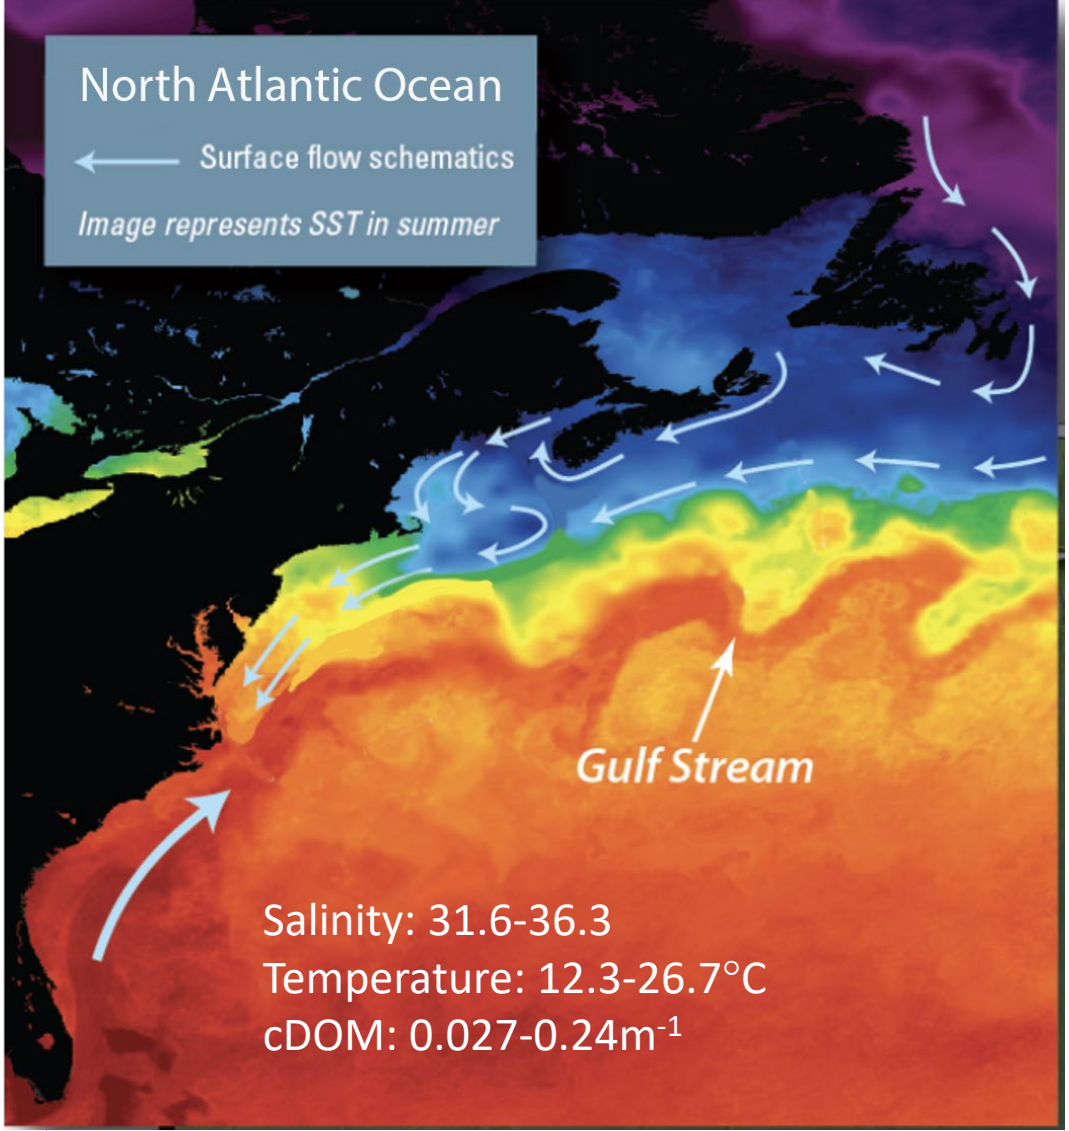 North Atlantic Ocean
Surface flow schematics
Image represents SST in summer
Gulf Stream
Salinity: 31.6-36.3
Temperature: 12.3-26.7°C
cDOM: 0.027-0.24m⁻¹